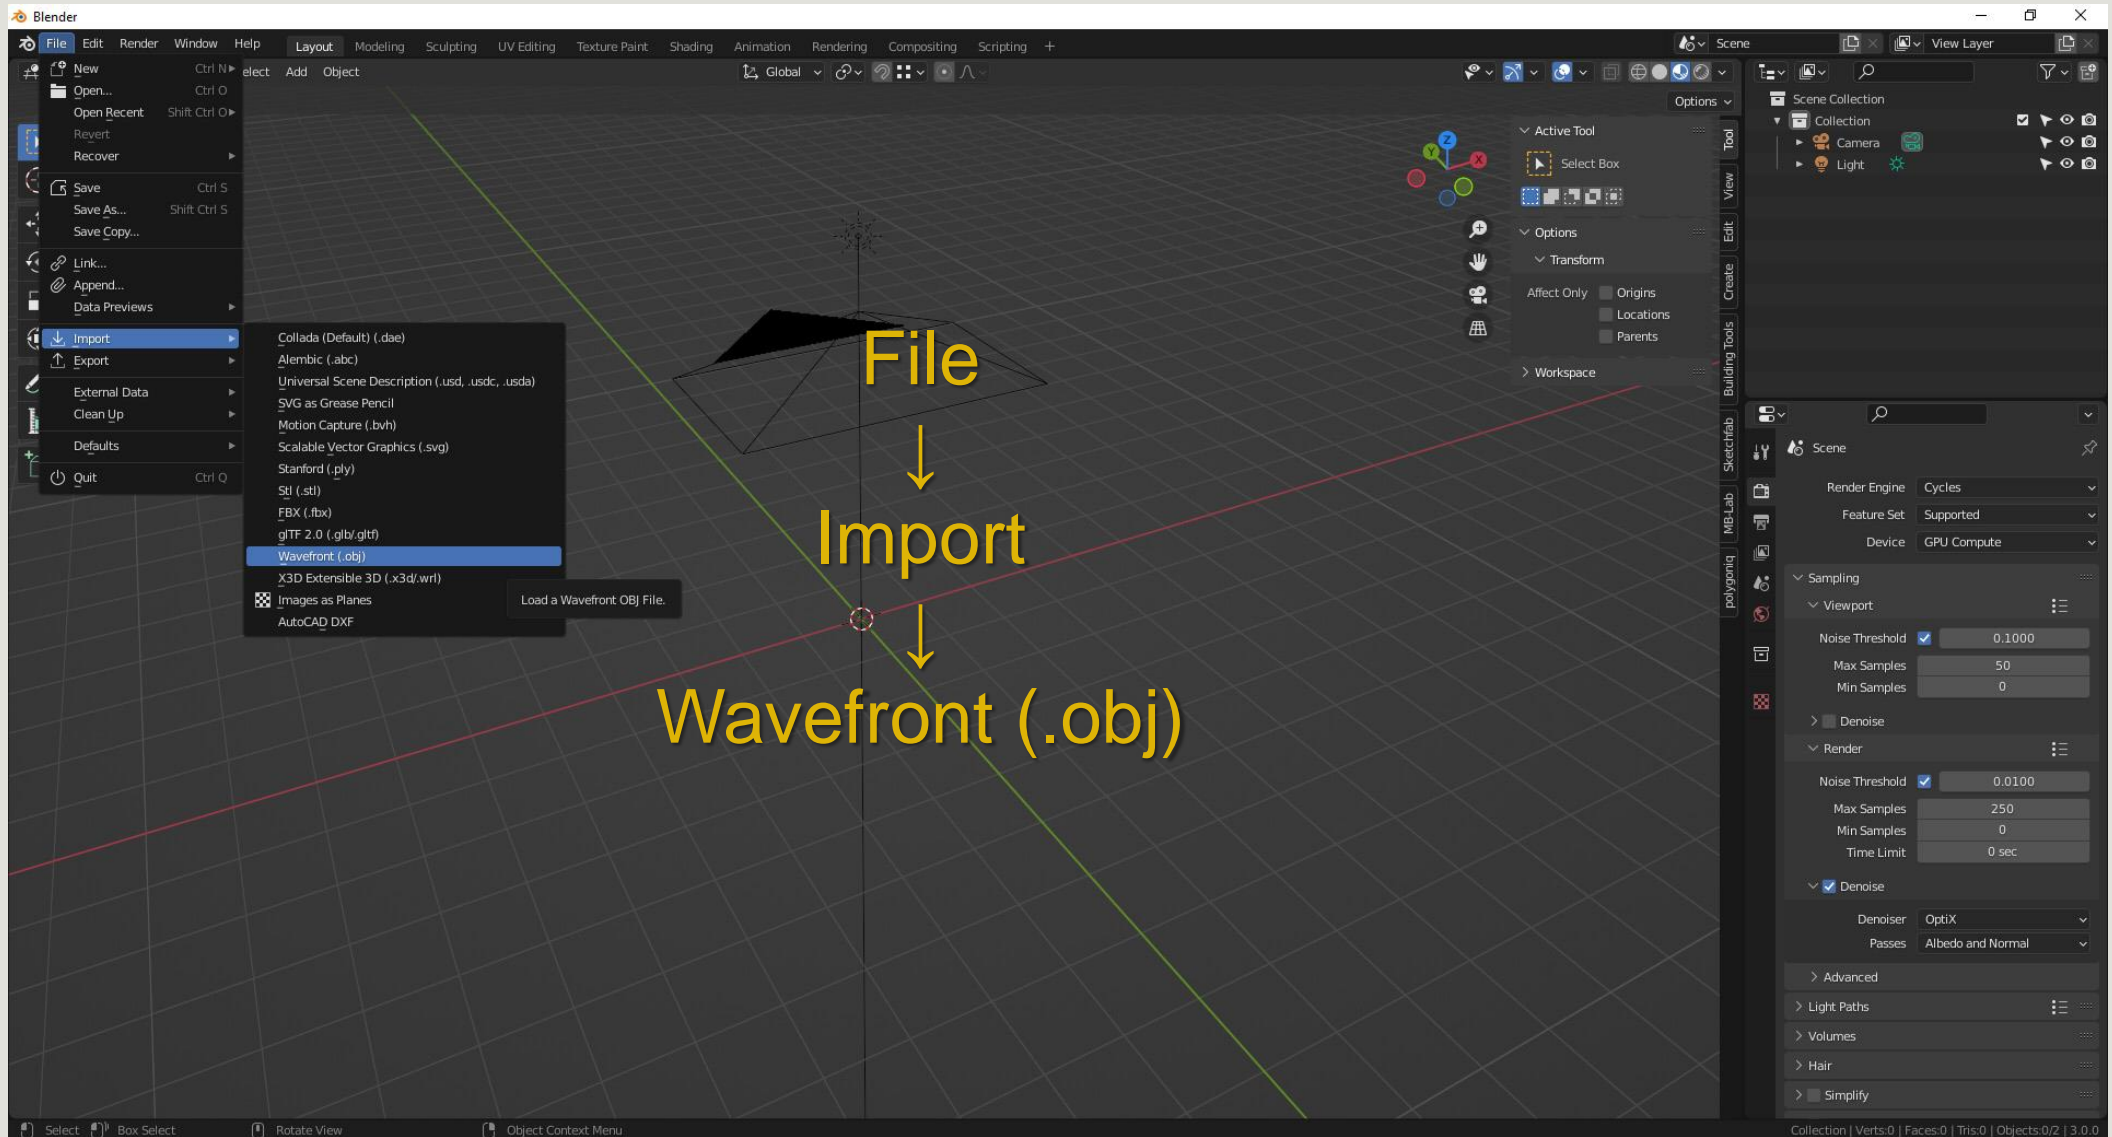 Blender
File Edit Render Window Help Layout Modeling Sculpting UV Editing Texture Paint Shading Animation Rendering Compositing Scripting + Scene View Layer
elect Add Object Global
Options
New Ctrl N
Open... Ctrl O
Open Recent Shift Ctrl O
Revert
Recover
Save Ctrl S
Save As... Shift Ctrl S
Save Copy...
Link...
Append...
Data Previews
Import
Export
External Data
Clean Up
Defaults
Quit Ctrl Q
Collada (Default) (.dae)
Alembic (.abc)
Universal Scene Description (.usd, .usdc, .usda)
SVG as Grease Pencil
Motion Capture (.bvh)
Scalable Vector Graphics (.svg)
Stanford (.ply)
Stl (.stl)
FBX (.fbx)
glTF 2.0 (.glb/.gltf)
Wavefront (.obj)
X3D Extensible 3D (.x3d/.wrl)
Images as Planes
AutoCAD DXF
Load a Wavefront OBJ File.
File
↓
Import
↓
Wavefront (.obj)
Z
Y
X
Active Tool
Select Box
Options
Transform
Affect Only Origins
Locations
Parents
Workspace
Tool
View
Edit
Create
Building Tools
Sketchfab
MB-Lab
polygoniq
Scene Collection
Collection
Camera
Light
Scene
Render Engine Cycles
Feature Set Supported
Device GPU Compute
Sampling
Viewport
Noise Threshold 0.1000
Max Samples 50
Min Samples 0
Denoise
Render
Noise Threshold 0.0100
Max Samples 250
Min Samples 0
Time Limit 0 sec
Denoise
Denoiser OptiX
Passes Albedo and Normal
Advanced
Light Paths
Volumes
Hair
Simplify
Select Box Select Rotate View Object Context Menu Collection | Verts:0 | Faces:0 | Tris:0 | Objects:0/2 | 3.0.0